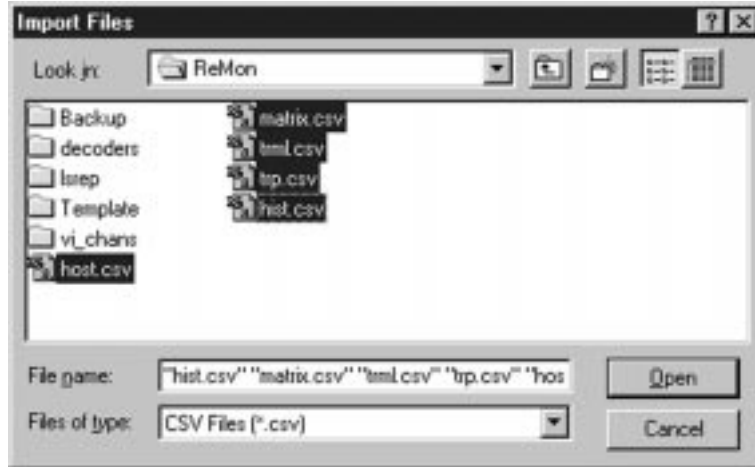 Import Files
Look in: ReMon
Backup
decoders
lsrep
Template
vi_chans
host.csv
matrix.csv
trml.csv
trp.csv
hist.csv
File name: "hist.csv" "matrix.csv" "trml.csv" "trp.csv" "hos
Open
Files of type: CSV Files (*.csv)
Cancel